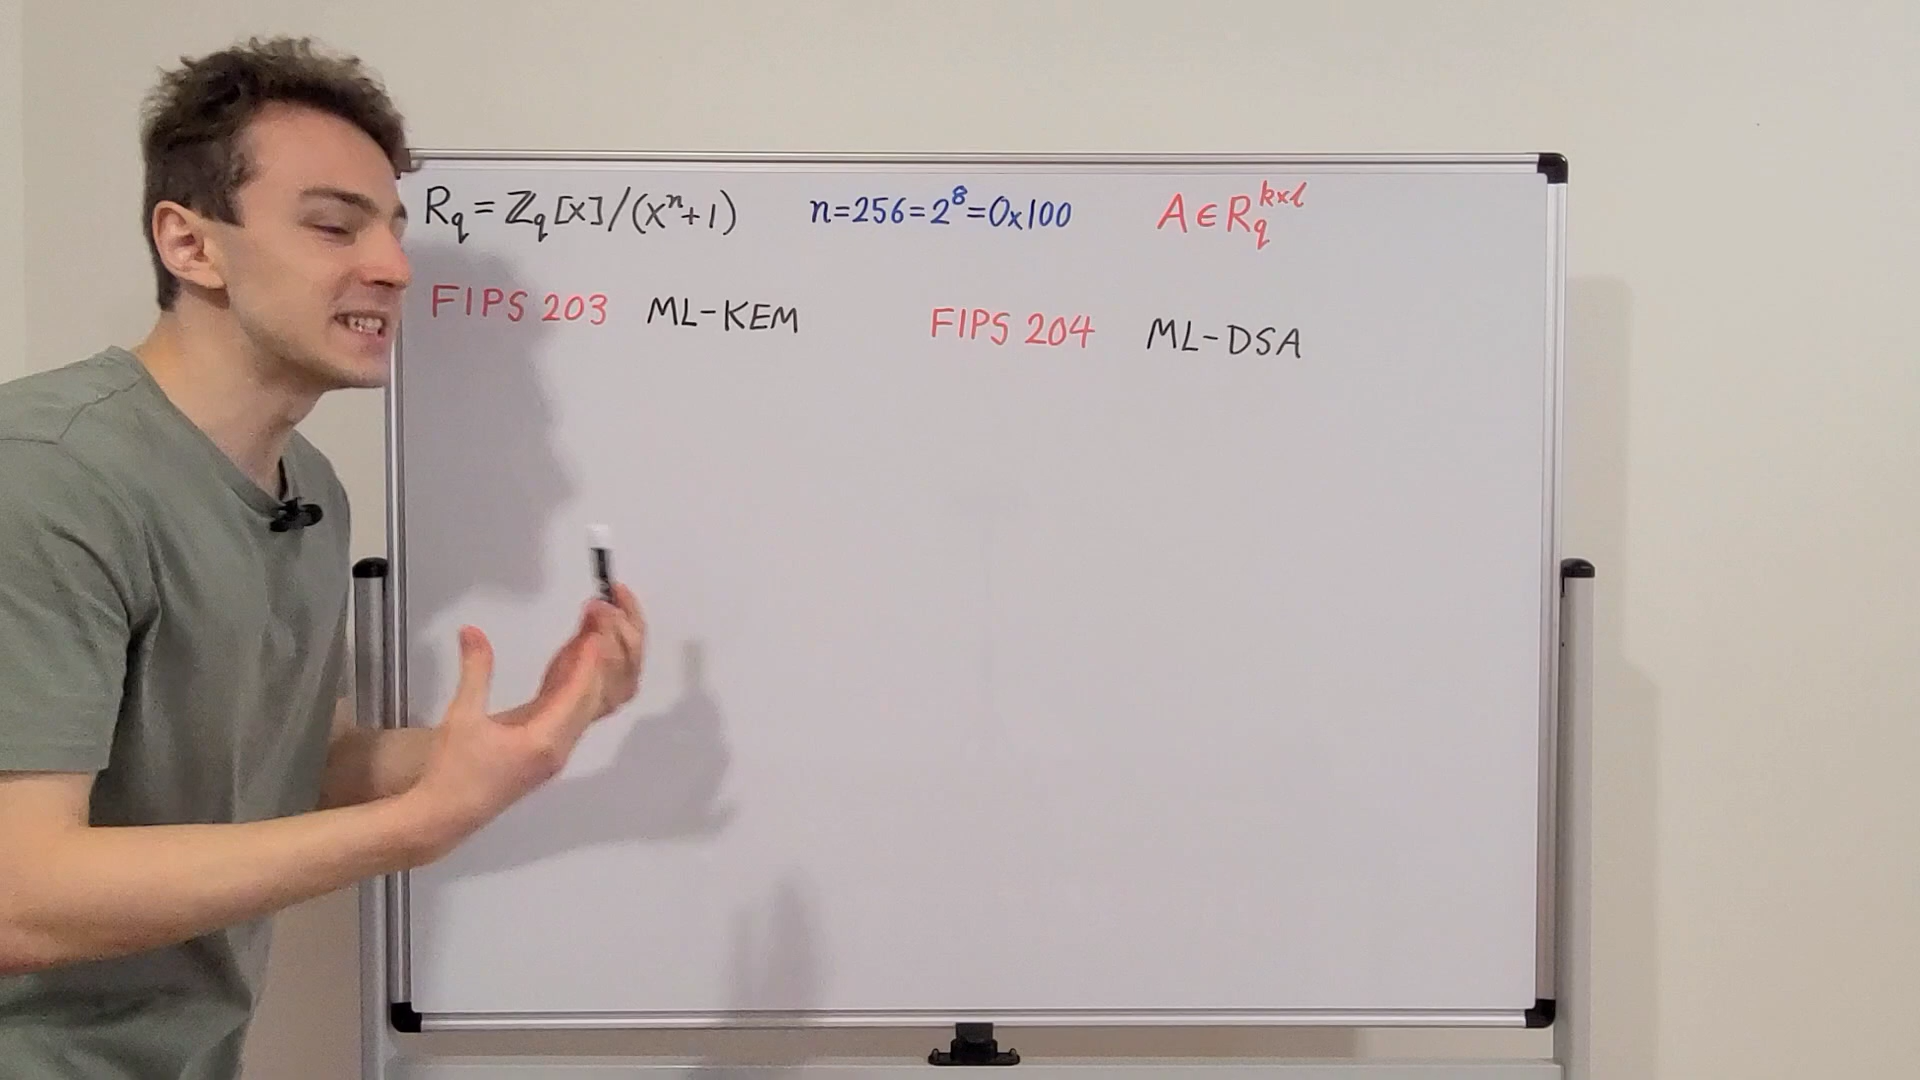 R_q = ℤ_q[x]/(x^n+1) n=256=2^8=0x100 A∈R_q^{k×l}
FIPS 203 ML-KEM FIPS 204 ML-DSA